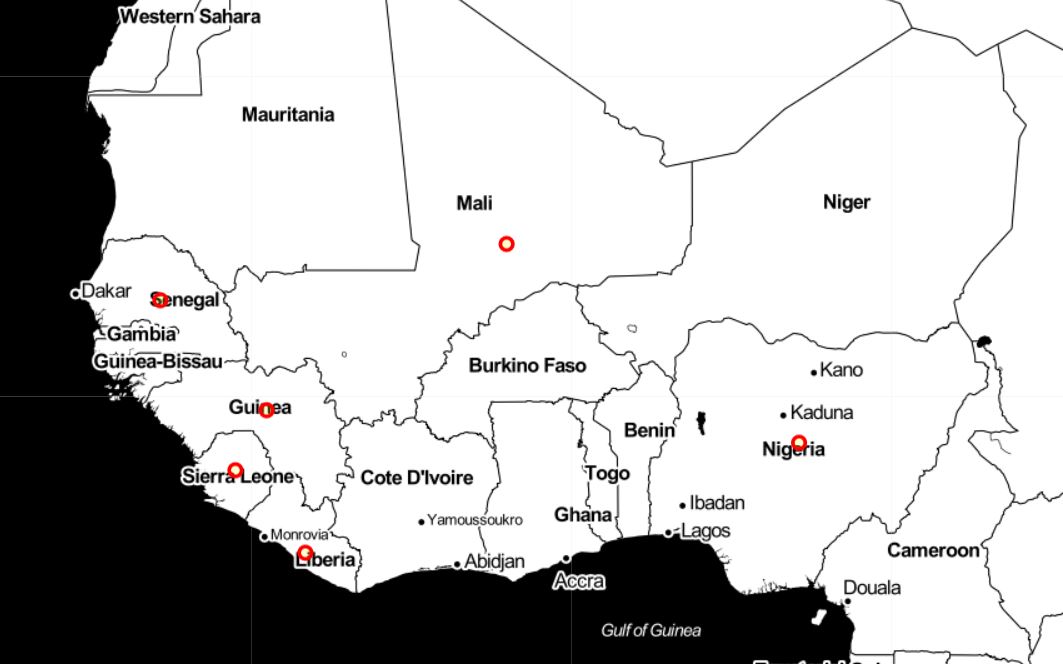 Western Sahara
Mauritania
Mali
Niger
Dakar
Senegal
Gambia
Guinea-Bissau
Burkino Faso
Kano
Guinea
Kaduna
Benin
Nigeria
Togo
Sierra Leone
Cote D'Ivoire
Ibadan
Ghana
Yamoussoukro
Lagos
Monrovia
Cameroon
Liberia
Abidjan
Accra
Douala
Gulf of Guinea